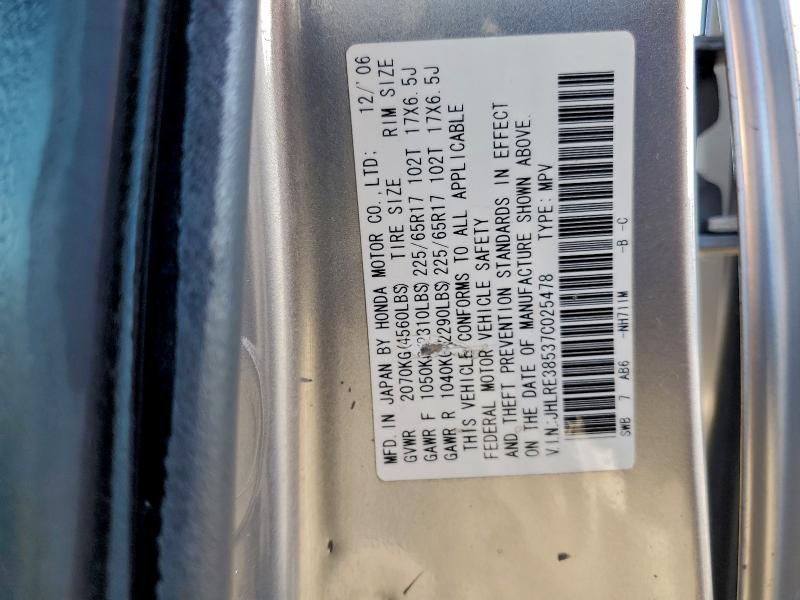 MFD. IN JAPAN BY HONDA MOTOR CO.,LTD: 12/'06
GVWR 2070KG(4560LBS) TIRE SIZE RIM SIZE
GAWR F 1050KG(2310LBS)225/65R17 102T 17X6.5J
GAWR R 1040KG(2290LBS)225/65R17 102T 17X6.5J
THIS VEHICLE CONFORMS TO ALL APPLICABLE
FEDERAL MOTOR VEHICLE SAFETY
AND THEFT PREVENTION STANDARDS IN EFFECT
ON THE DATE OF MANUFACTURE SHOWN ABOVE.
V.I.N:JHLRE38537C025478 TYPE: MPV
SWB 7 AB6 -NH711M -B -C